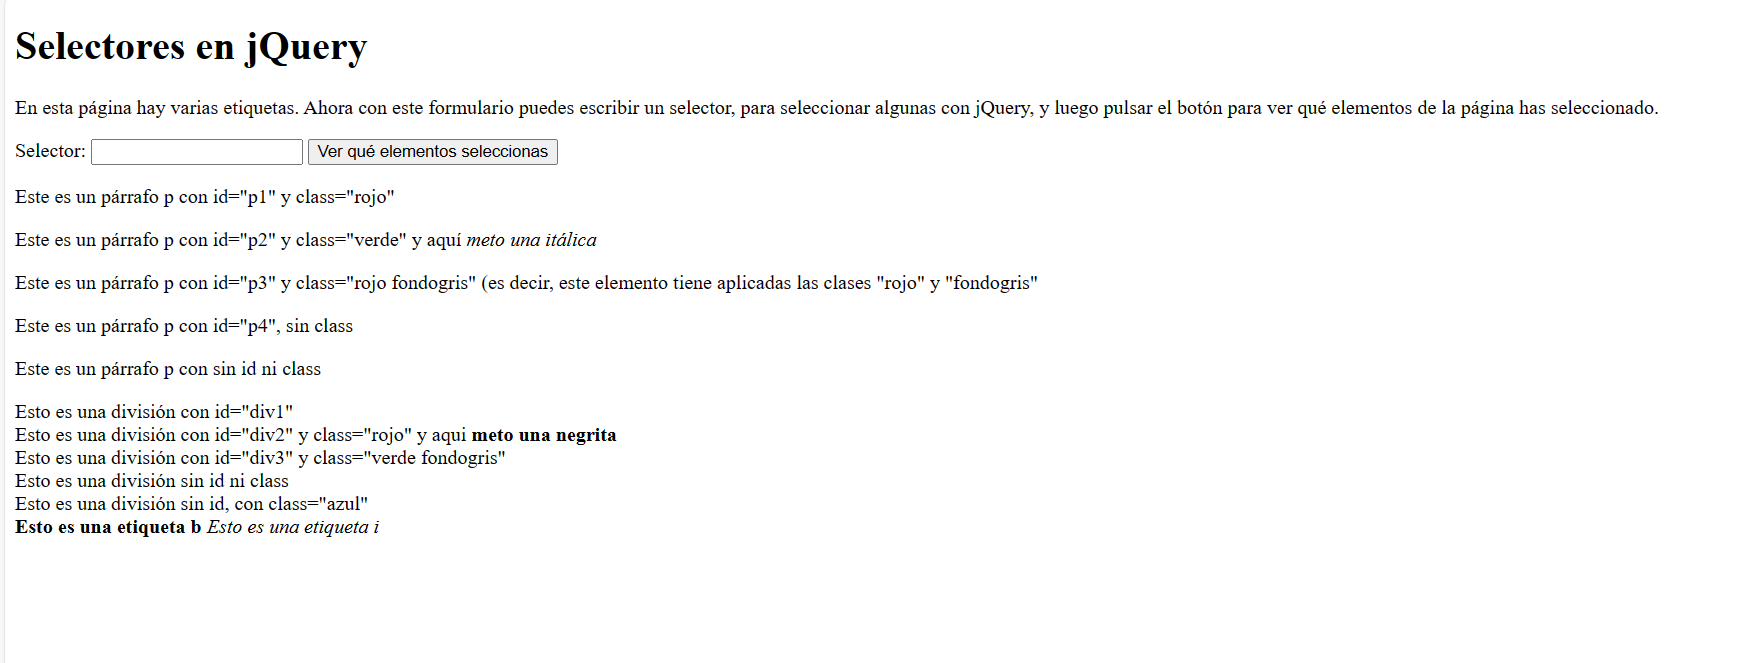 Selectores en jQuery
En esta página hay varias etiquetas. Ahora con este formulario puedes escribir un selector, para seleccionar algunas con jQuery, y luego pulsar el botón para ver qué elementos de la página has seleccionado.
Selector: Ver qué elementos seleccionas
Este es un párrafo p con id="p1" y class="rojo"
Este es un párrafo p con id="p2" y class="verde" y aquí meto una itálica
Este es un párrafo p con id="p3" y class="rojo fondogris" (es decir, este elemento tiene aplicadas las clases "rojo" y "fondogris"
Este es un párrafo p con id="p4", sin class
Este es un párrafo p con sin id ni class
Esto es una división con id="div1"
Esto es una división con id="div2" y class="rojo" y aqui meto una negrita
Esto es una división con id="div3" y class="verde fondogris"
Esto es una división sin id ni class
Esto es una división sin id, con class="azul"
Esto es una etiqueta b Esto es una etiqueta i